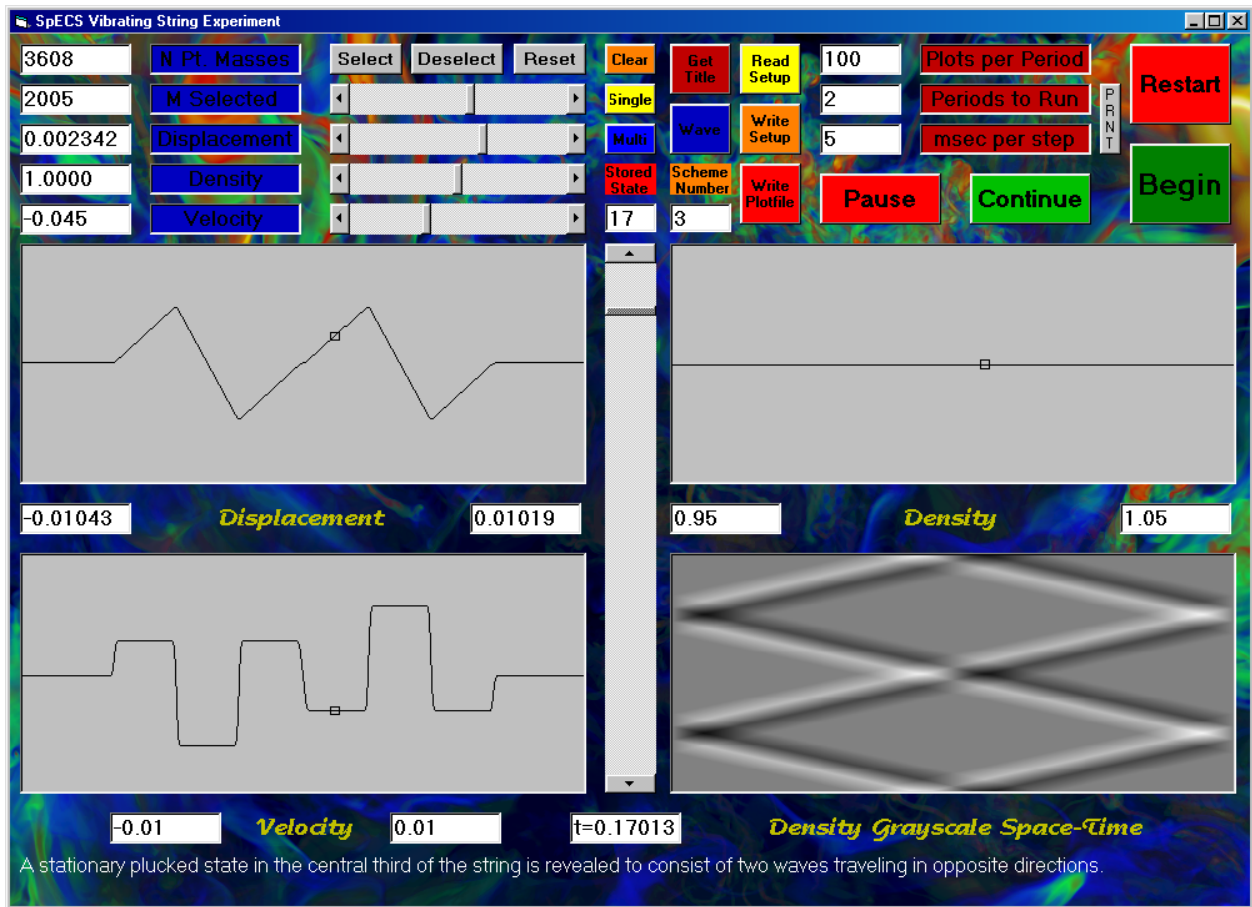 SpECS Vibrating String Experiment
3608 N Pt. Masses Select Deselect Reset Clear Get Title Read Setup 100 Plots per Period Restart
2005 M Selected Single 2 Periods to Run PRNT
0.002342 Displacement Multi Wave Write Setup 5 msec per step
1.0000 Density Stored State Scheme Number Write Plotfile Pause Continue Begin
-0.045 Velocity 17 3
-0.01043 Displacement 0.01019 0.95 Density 1.05
-0.01 Velocity 0.01 t=0.17013 Density Grayscale Space-Time
A stationary plucked state in the central third of the string is revealed to consist of two waves traveling in opposite directions.